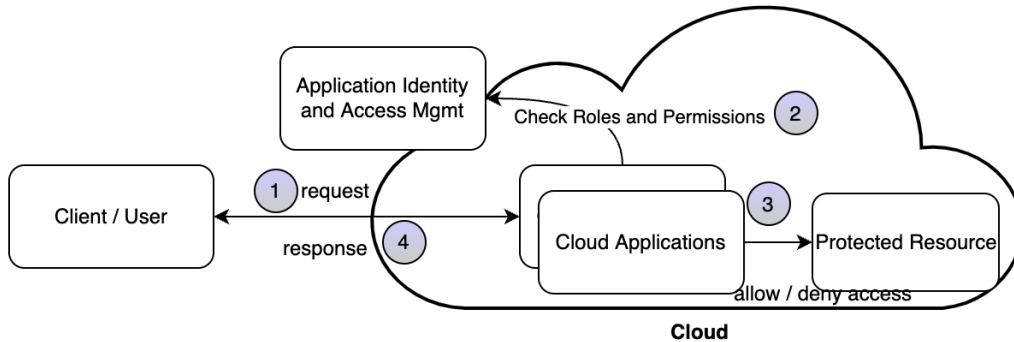 Application Identity
and Access Mgmt
Check Roles and Permissions
2
Client / User
1
request
response
4
Cloud Applications
3
Protected Resource
allow / deny access
Cloud